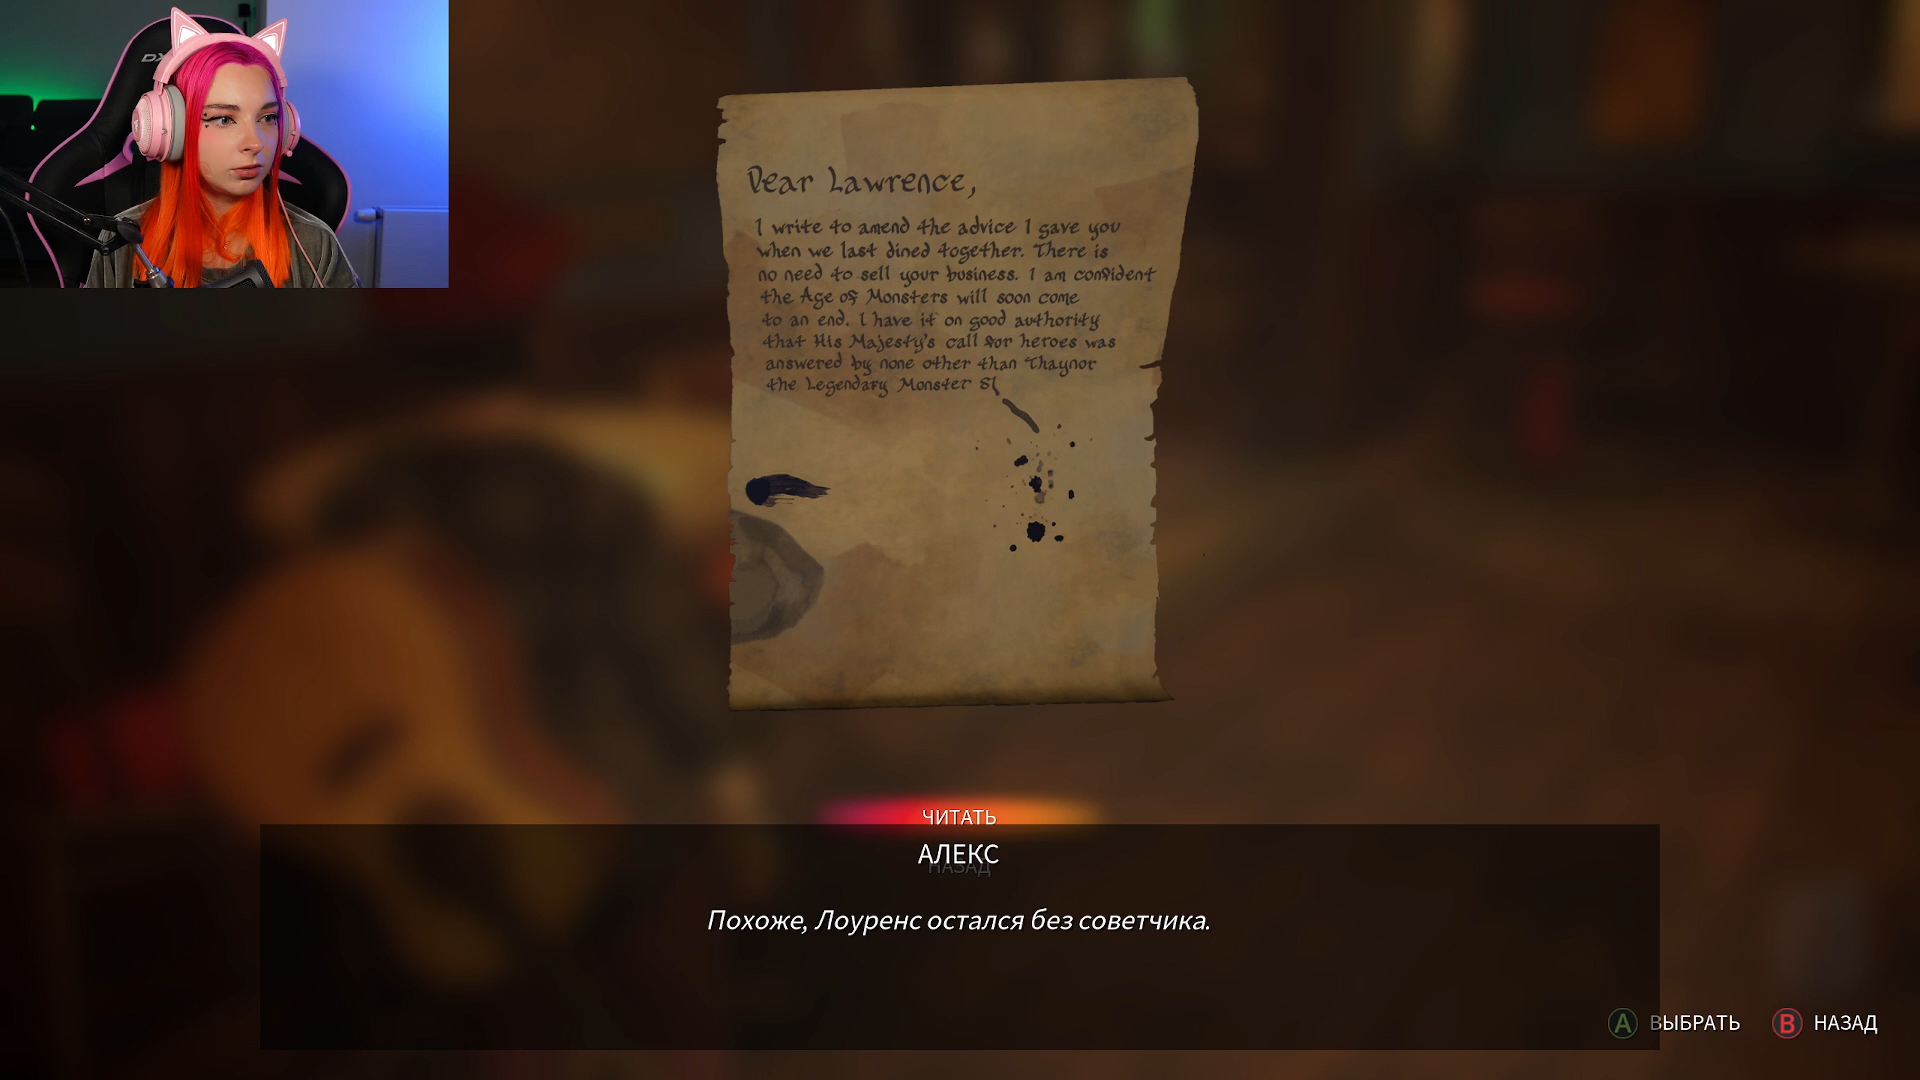 DX
Dear Lawrence,
I write to amend the advice I gave you
when we last dined together. There is
no need to sell your business. I am confident
the Age of Monsters will soon come
to an end. I have it on good authority
that His Majesty's call for heroes was
answered by none other than Thaynor
the Legendary Monster Sl
ЧИТАТЬ
АЛЕКС
НАЗАД
Похоже, Лоуренс остался без советчика.
A ВЫБРАТЬ B НАЗАД